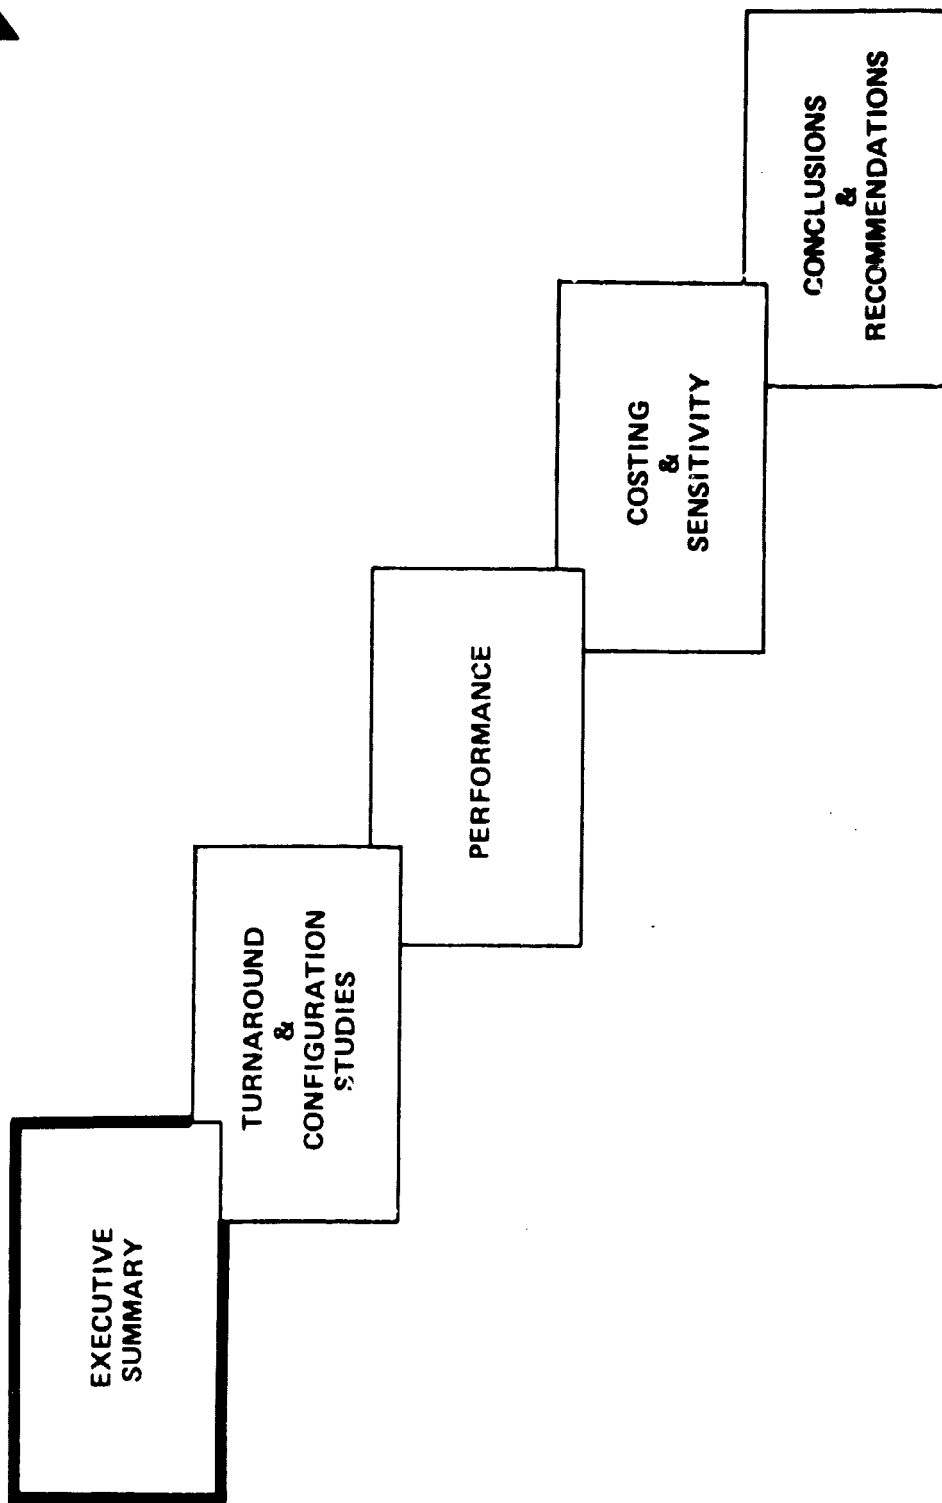 EXECUTIVE
SUMMARY
TURNAROUND
&
CONFIGURATION
STUDIES
PERFORMANCE
COSTING
&
SENSITIVITY
CONCLUSIONS
&
RECOMMENDATIONS